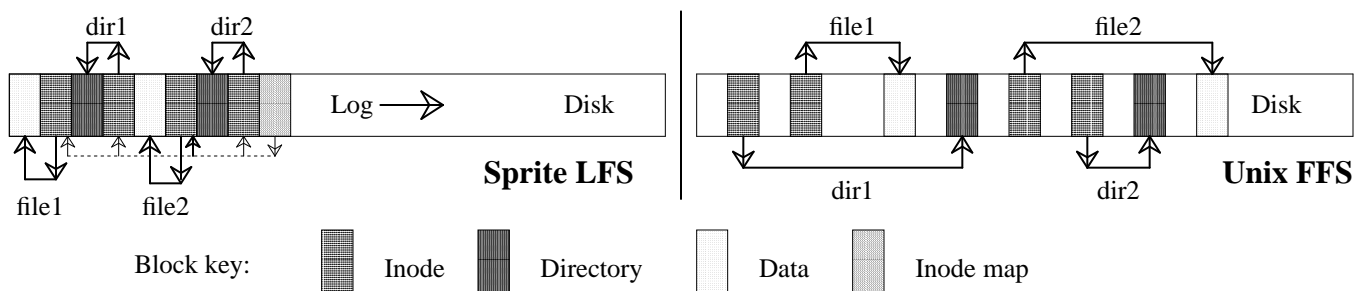 dir1 dir2 file1 file2
Log Disk Disk
Sprite LFS Unix FFS
file1 file2 dir1 dir2
Block key: Inode Directory Data Inode map